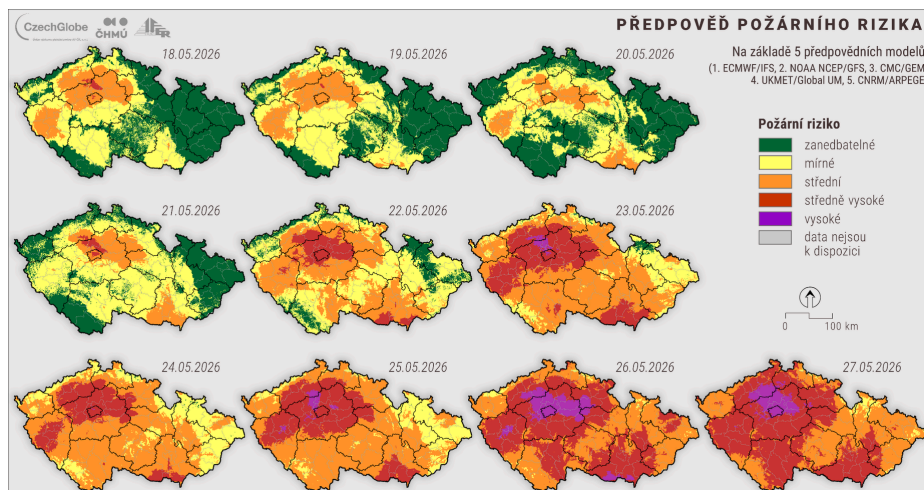 CzechGlobe
ČHMÚ
IFER
PŘEDPOVĚĎ POŽÁRNÍHO RIZIKA
Na základě 5 předpovědních modelů
(1. ECMWF/IFS, 2. NOAA NCEP/GFS, 3. CMC/GEM
4. UKMET/Global UM, 5. CNRM/ARPEGE
18.05.2026
19.05.2026
20.05.2026
Požární riziko
zanedbatelné
mírné
střední
středně vysoké
vysoké
data nejsou
k dispozici
21.05.2026
22.05.2026
23.05.2026
0 100 km
24.05.2026
25.05.2026
26.05.2026
27.05.2026